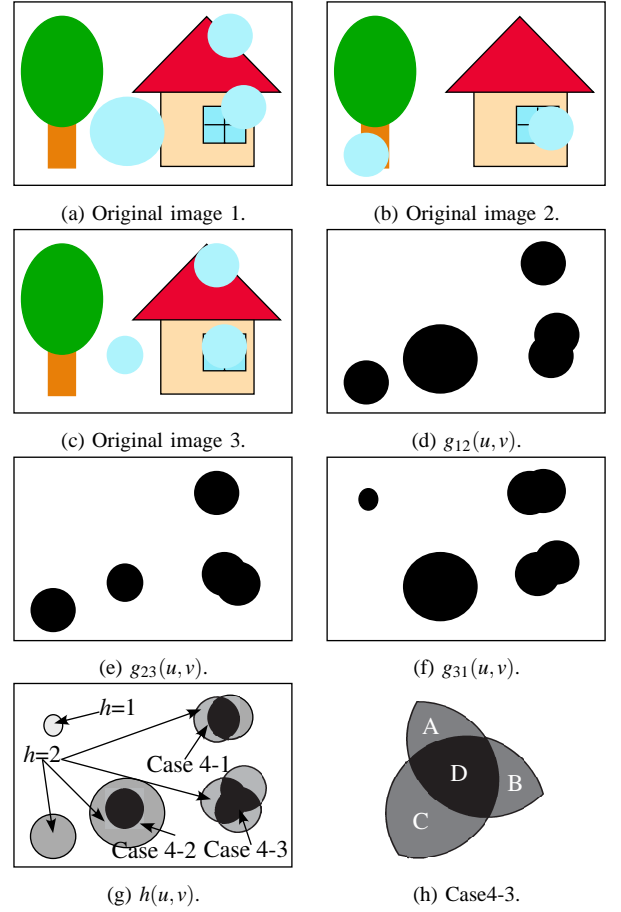 (a) Original image 1.
(b) Original image 2.
(c) Original image 3.
(d) g12(u,v).
(e) g23(u,v).
(f) g31(u,v).
h=1
h=2
Case 4-1
Case 4-2
Case 4-3
A
B
C
D
(g) h(u,v).
(h) Case4-3.